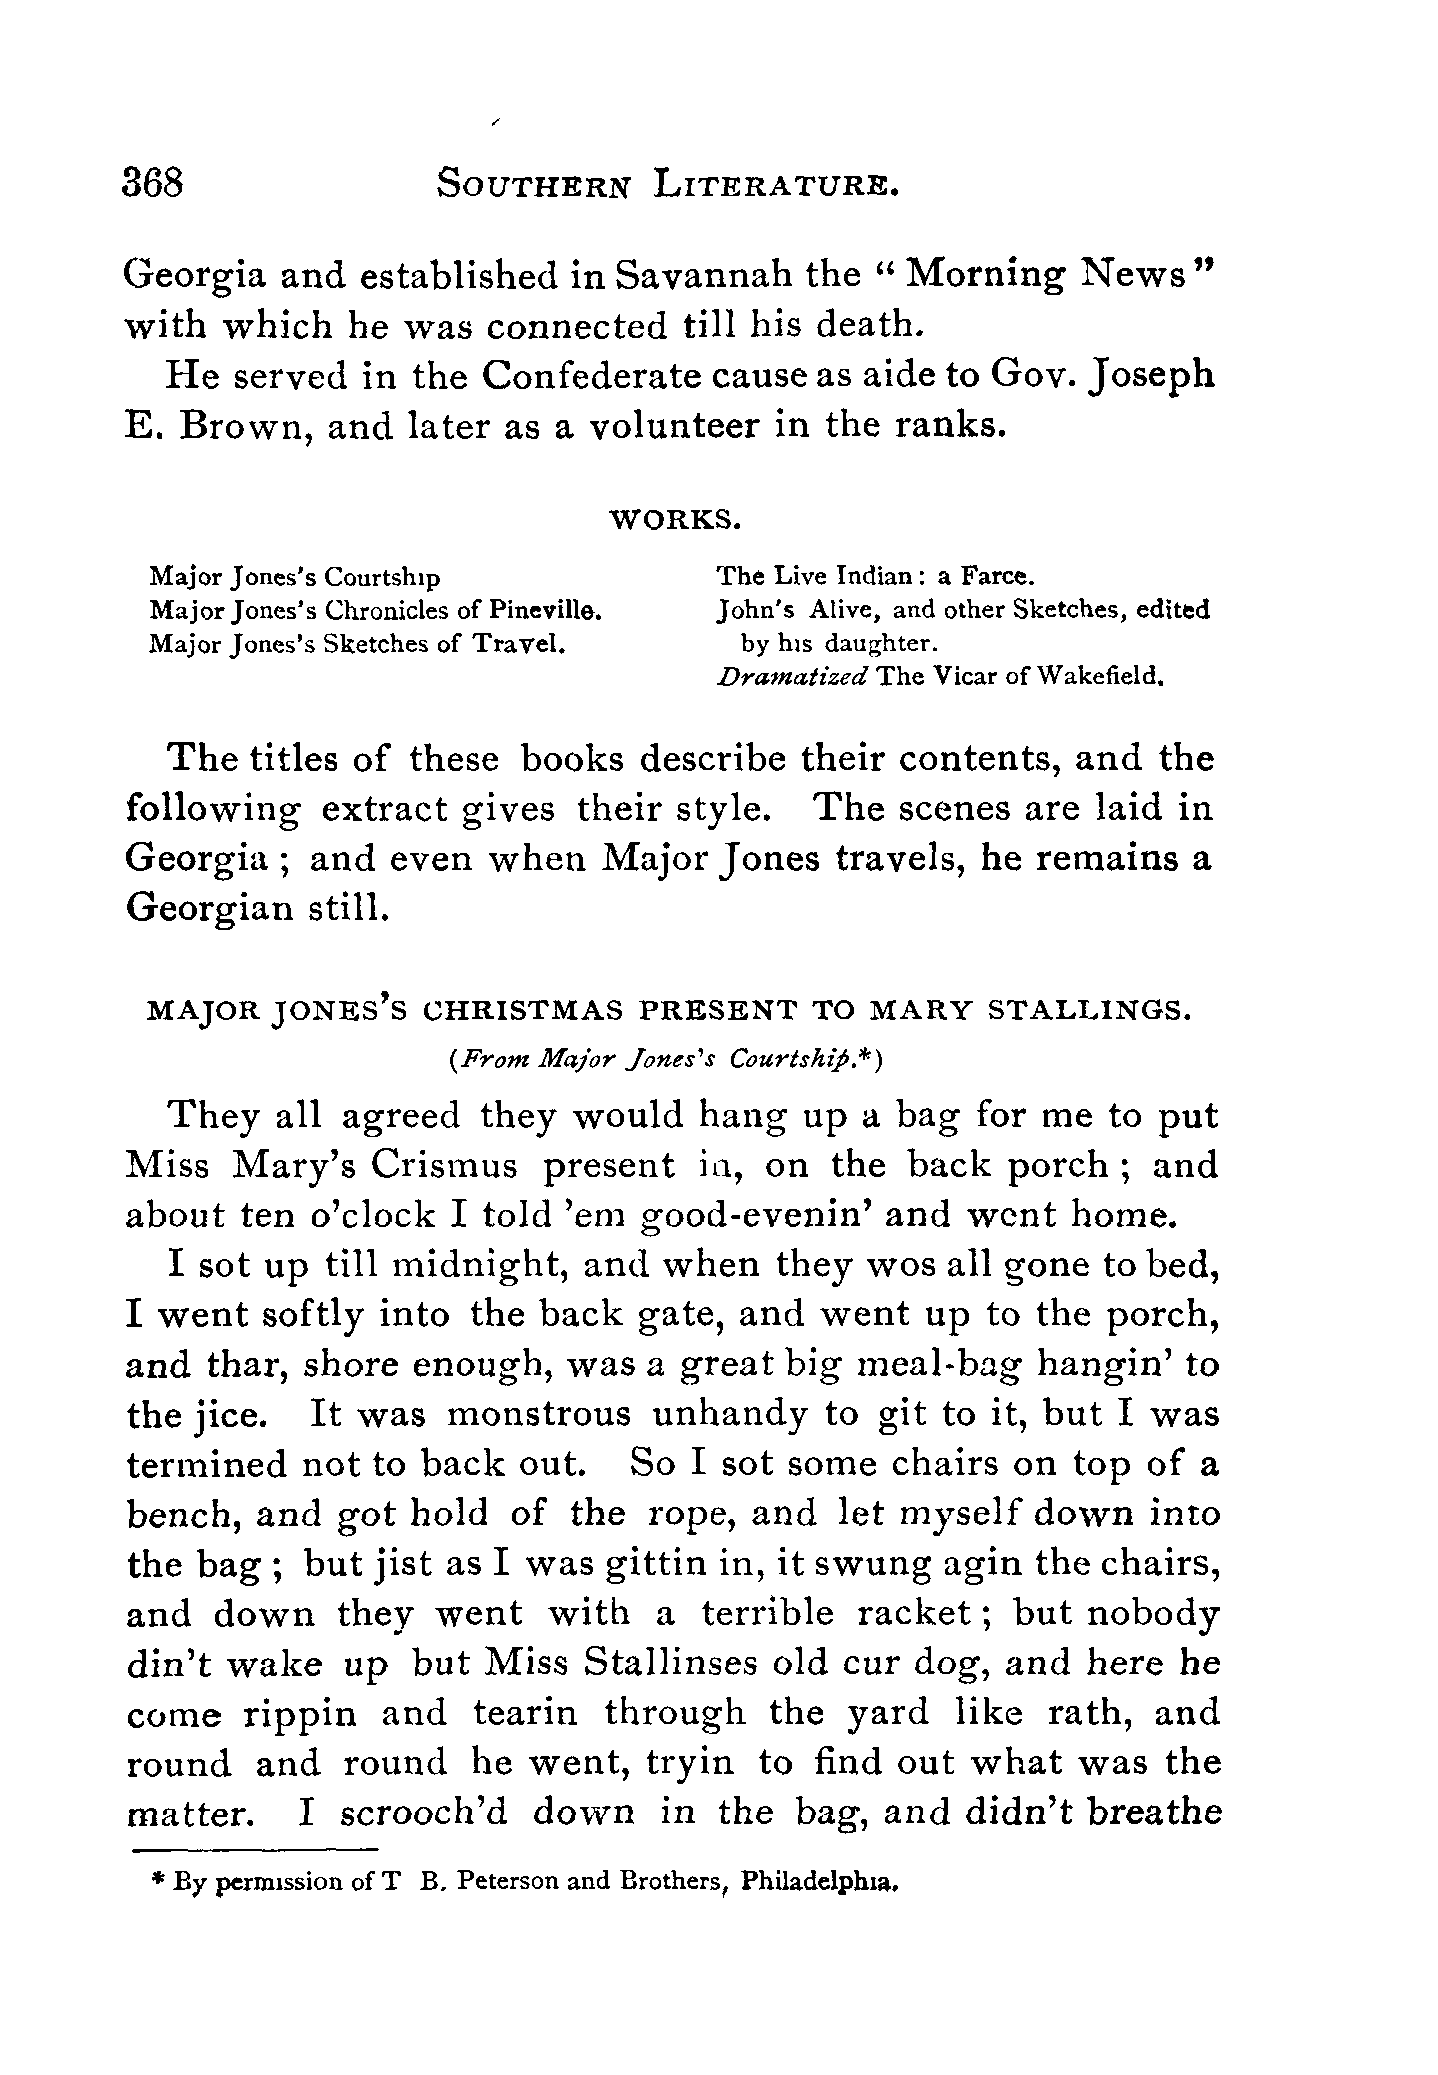 368 SOUTHERN LITERATURE.
Georgia and established in Savannah the “ Morning News ”
with which he was connected till his death.
He served in the Confederate cause as aide to Gov. Joseph
E. Brown, and later as a volunteer in the ranks.
WORKS.
Major Jones's Courtship
Major Jones's Chronicles of Pineville.
Major Jones's Sketches of Travel.
The Live Indian : a Farce.
John's Alive, and other Sketches, edited
by his daughter.
Dramatized The Vicar of Wakefield.
The titles of these books describe their contents, and the
following extract gives their style. The scenes are laid in
Georgia ; and even when Major Jones travels, he remains a
Georgian still.
MAJOR JONES'S CHRISTMAS PRESENT TO MARY STALLINGS.
(From Major Jones's Courtship.*)
They all agreed they would hang up a bag for me to put
Miss Mary's Crismus present in, on the back porch ; and
about ten o'clock I told 'em good-evenin' and went home.
I sot up till midnight, and when they wos all gone to bed,
I went softly into the back gate, and went up to the porch,
and thar, shore enough, was a great big meal-bag hangin' to
the jice. It was monstrous unhandy to git to it, but I was
termined not to back out. So I sot some chairs on top of a
bench, and got hold of the rope, and let myself down into
the bag ; but jist as I was gittin in, it swung agin the chairs,
and down they went with a terrible racket ; but nobody
din't wake up but Miss Stallinses old cur dog, and here he
come rippin and tearin through the yard like rath, and
round and round he went, tryin to find out what was the
matter. I scrooch'd down in the bag, and didn't breathe
* By permission of T B. Peterson and Brothers, Philadelphia.